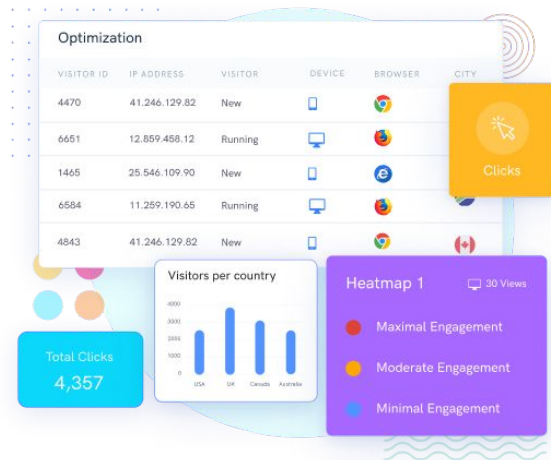 Optimization
VISITOR ID IP ADDRESS VISITOR DEVICE BROWSER CITY
4470 41.246.129.82 New
6651 12.859.458.12 Running
1465 25.546.109.90 New
6584 11.259.190.65 Running
4843 41.246.129.82 New
Clicks
Visitors per country
4000
3000
1000
0
USA UK Canada Australia
Heatmap 1 30 Views
Maximal Engagement
Moderate Engagement
Minimal Engagement
Total Clicks
4,357